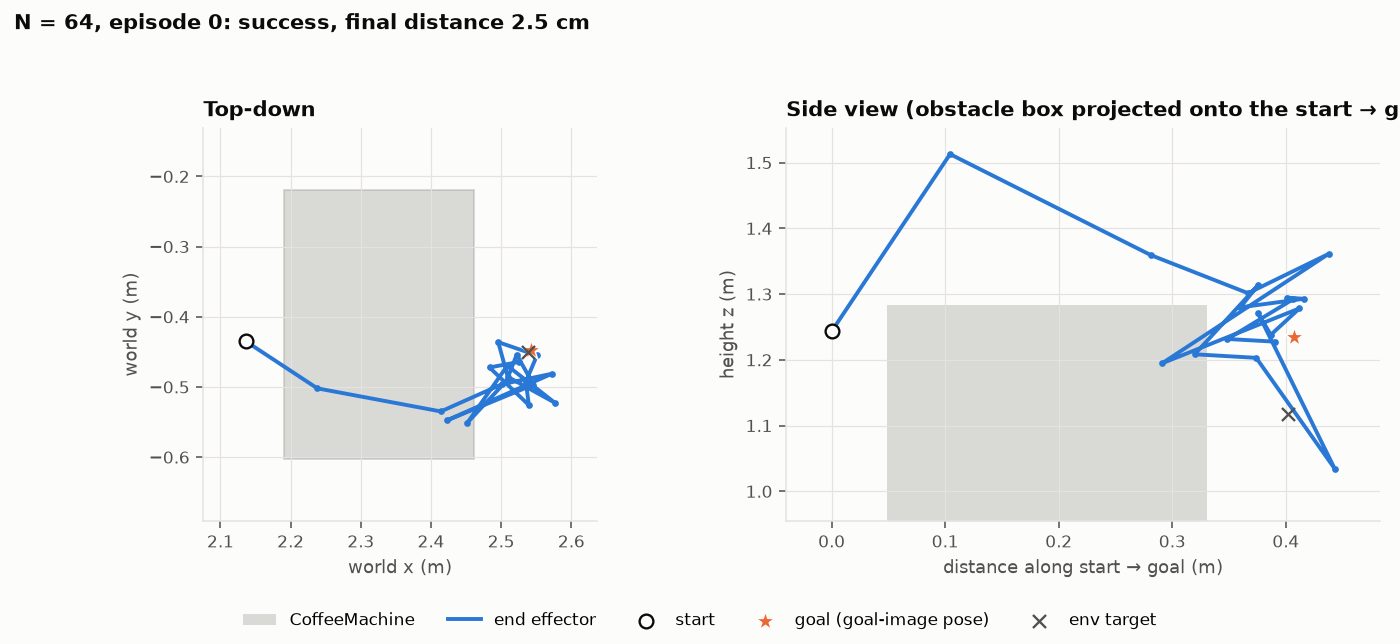 N = 64, episode 0: success, final distance 2.5 cm
Top-down
Side view (obstacle box projected onto the start → g
−0.2
−0.3
−0.4
−0.5
−0.6
world y (m)
2.1 2.2 2.3 2.4 2.5 2.6
world x (m)
1.5
1.4
1.3
1.2
1.1
1.0
height z (m)
0.0 0.1 0.2 0.3 0.4
distance along start → goal (m)
CoffeeMachine end effector start goal (goal-image pose) env target